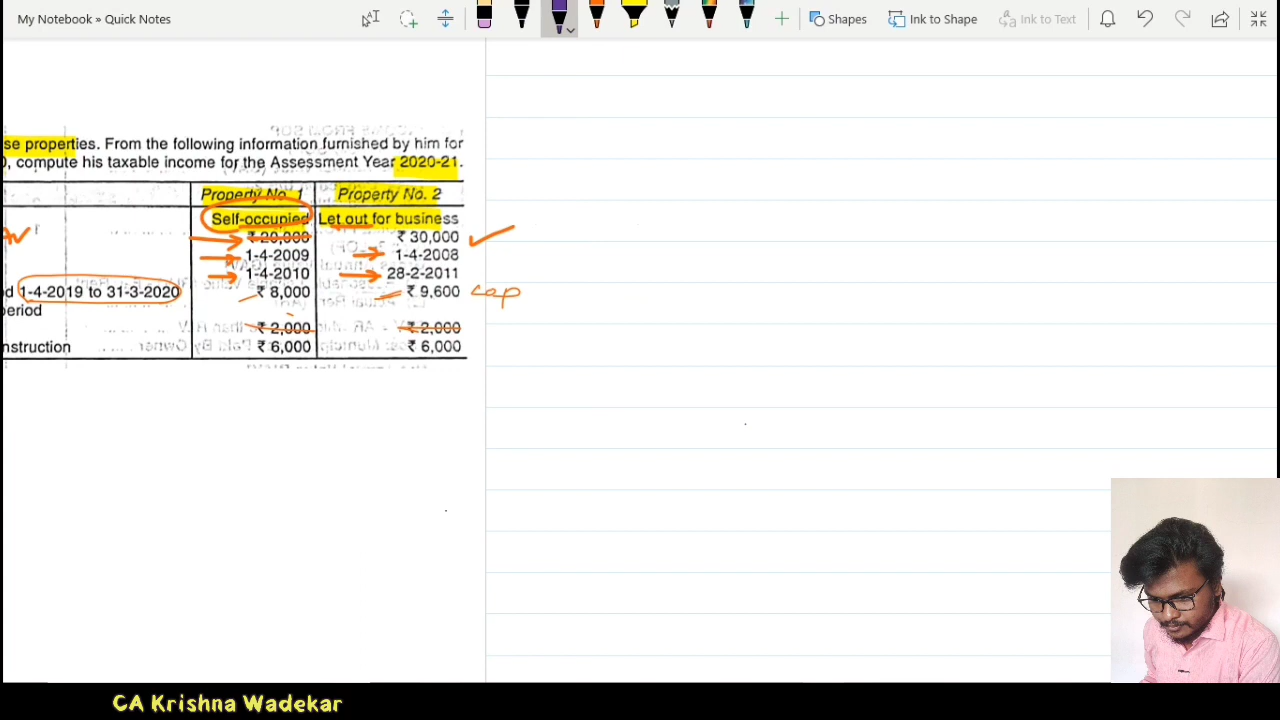 My Notebook » Quick Notes
Shapes
Ink to Shape
Ink to Text
se properties. From the following information furnished by him for
, compute his taxable income for the Assessment Year 2020-21.
Property No. 1 Property No. 2
Self-occupied Let out for business
₹ 20,000 ₹ 30,000
1-4-2009 1-4-2008
1-4-2010 28-2-2011
d 1-4-2019 to 31-3-2020 ₹ 8,000 ₹ 9,600 cap
period
₹ 2,000 ₹ 2,000
nstruction ₹ 6,000 ₹ 6,000
CA Krishna Wadekar